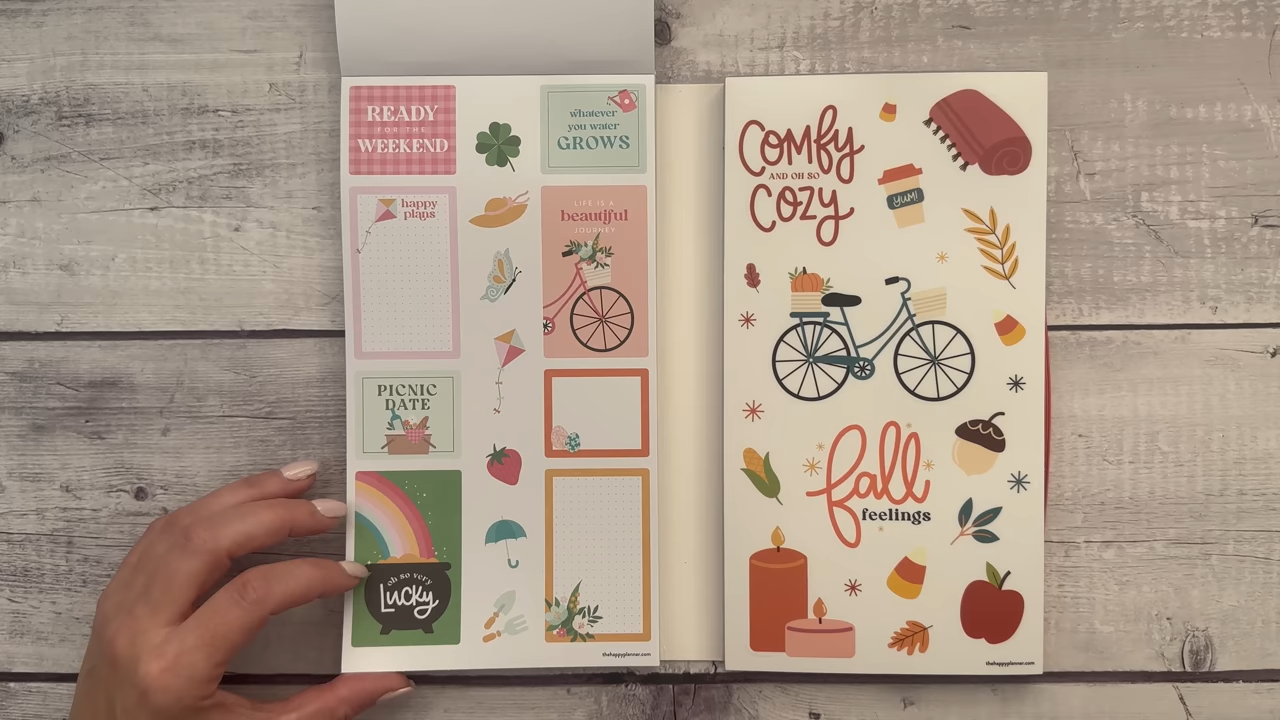 READY
FOR THE
WEEKEND
whatever
you water
GROWS
happy
plans
LIFE IS A
beautiful
JOURNEY
PICNIC
DATE
oh so very
Lucky
thehappyplanner.com
COMFY
AND OH SO
COZY
YUM!
fall
feelings
thehappyplanner.com